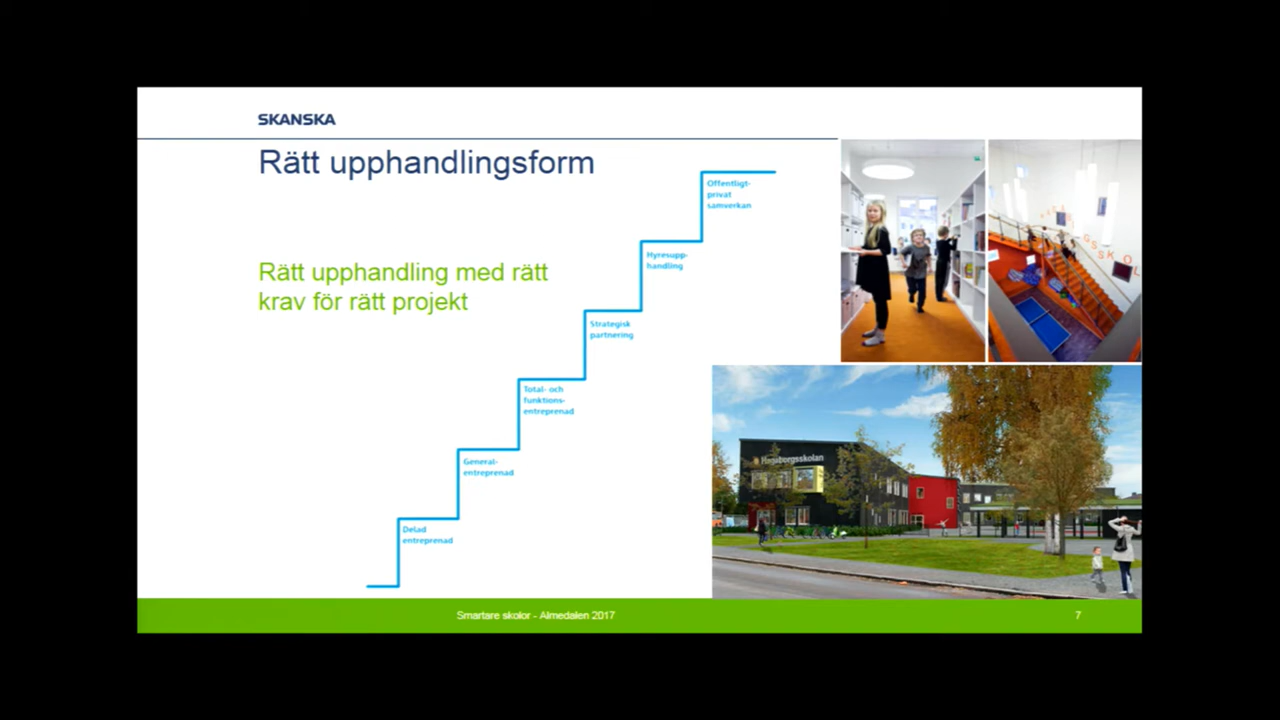 SKANSKA
Rätt upphandlingsform
Rätt upphandling med rätt
krav för rätt projekt
Offentligt-
privat
samverkan
Hyresupp-
handling
Strategisk
partnering
Total- och
funktions-
entreprenad
General-
entreprenad
Delad
entreprenad
Smartare skolor - Almedalen 2017
7